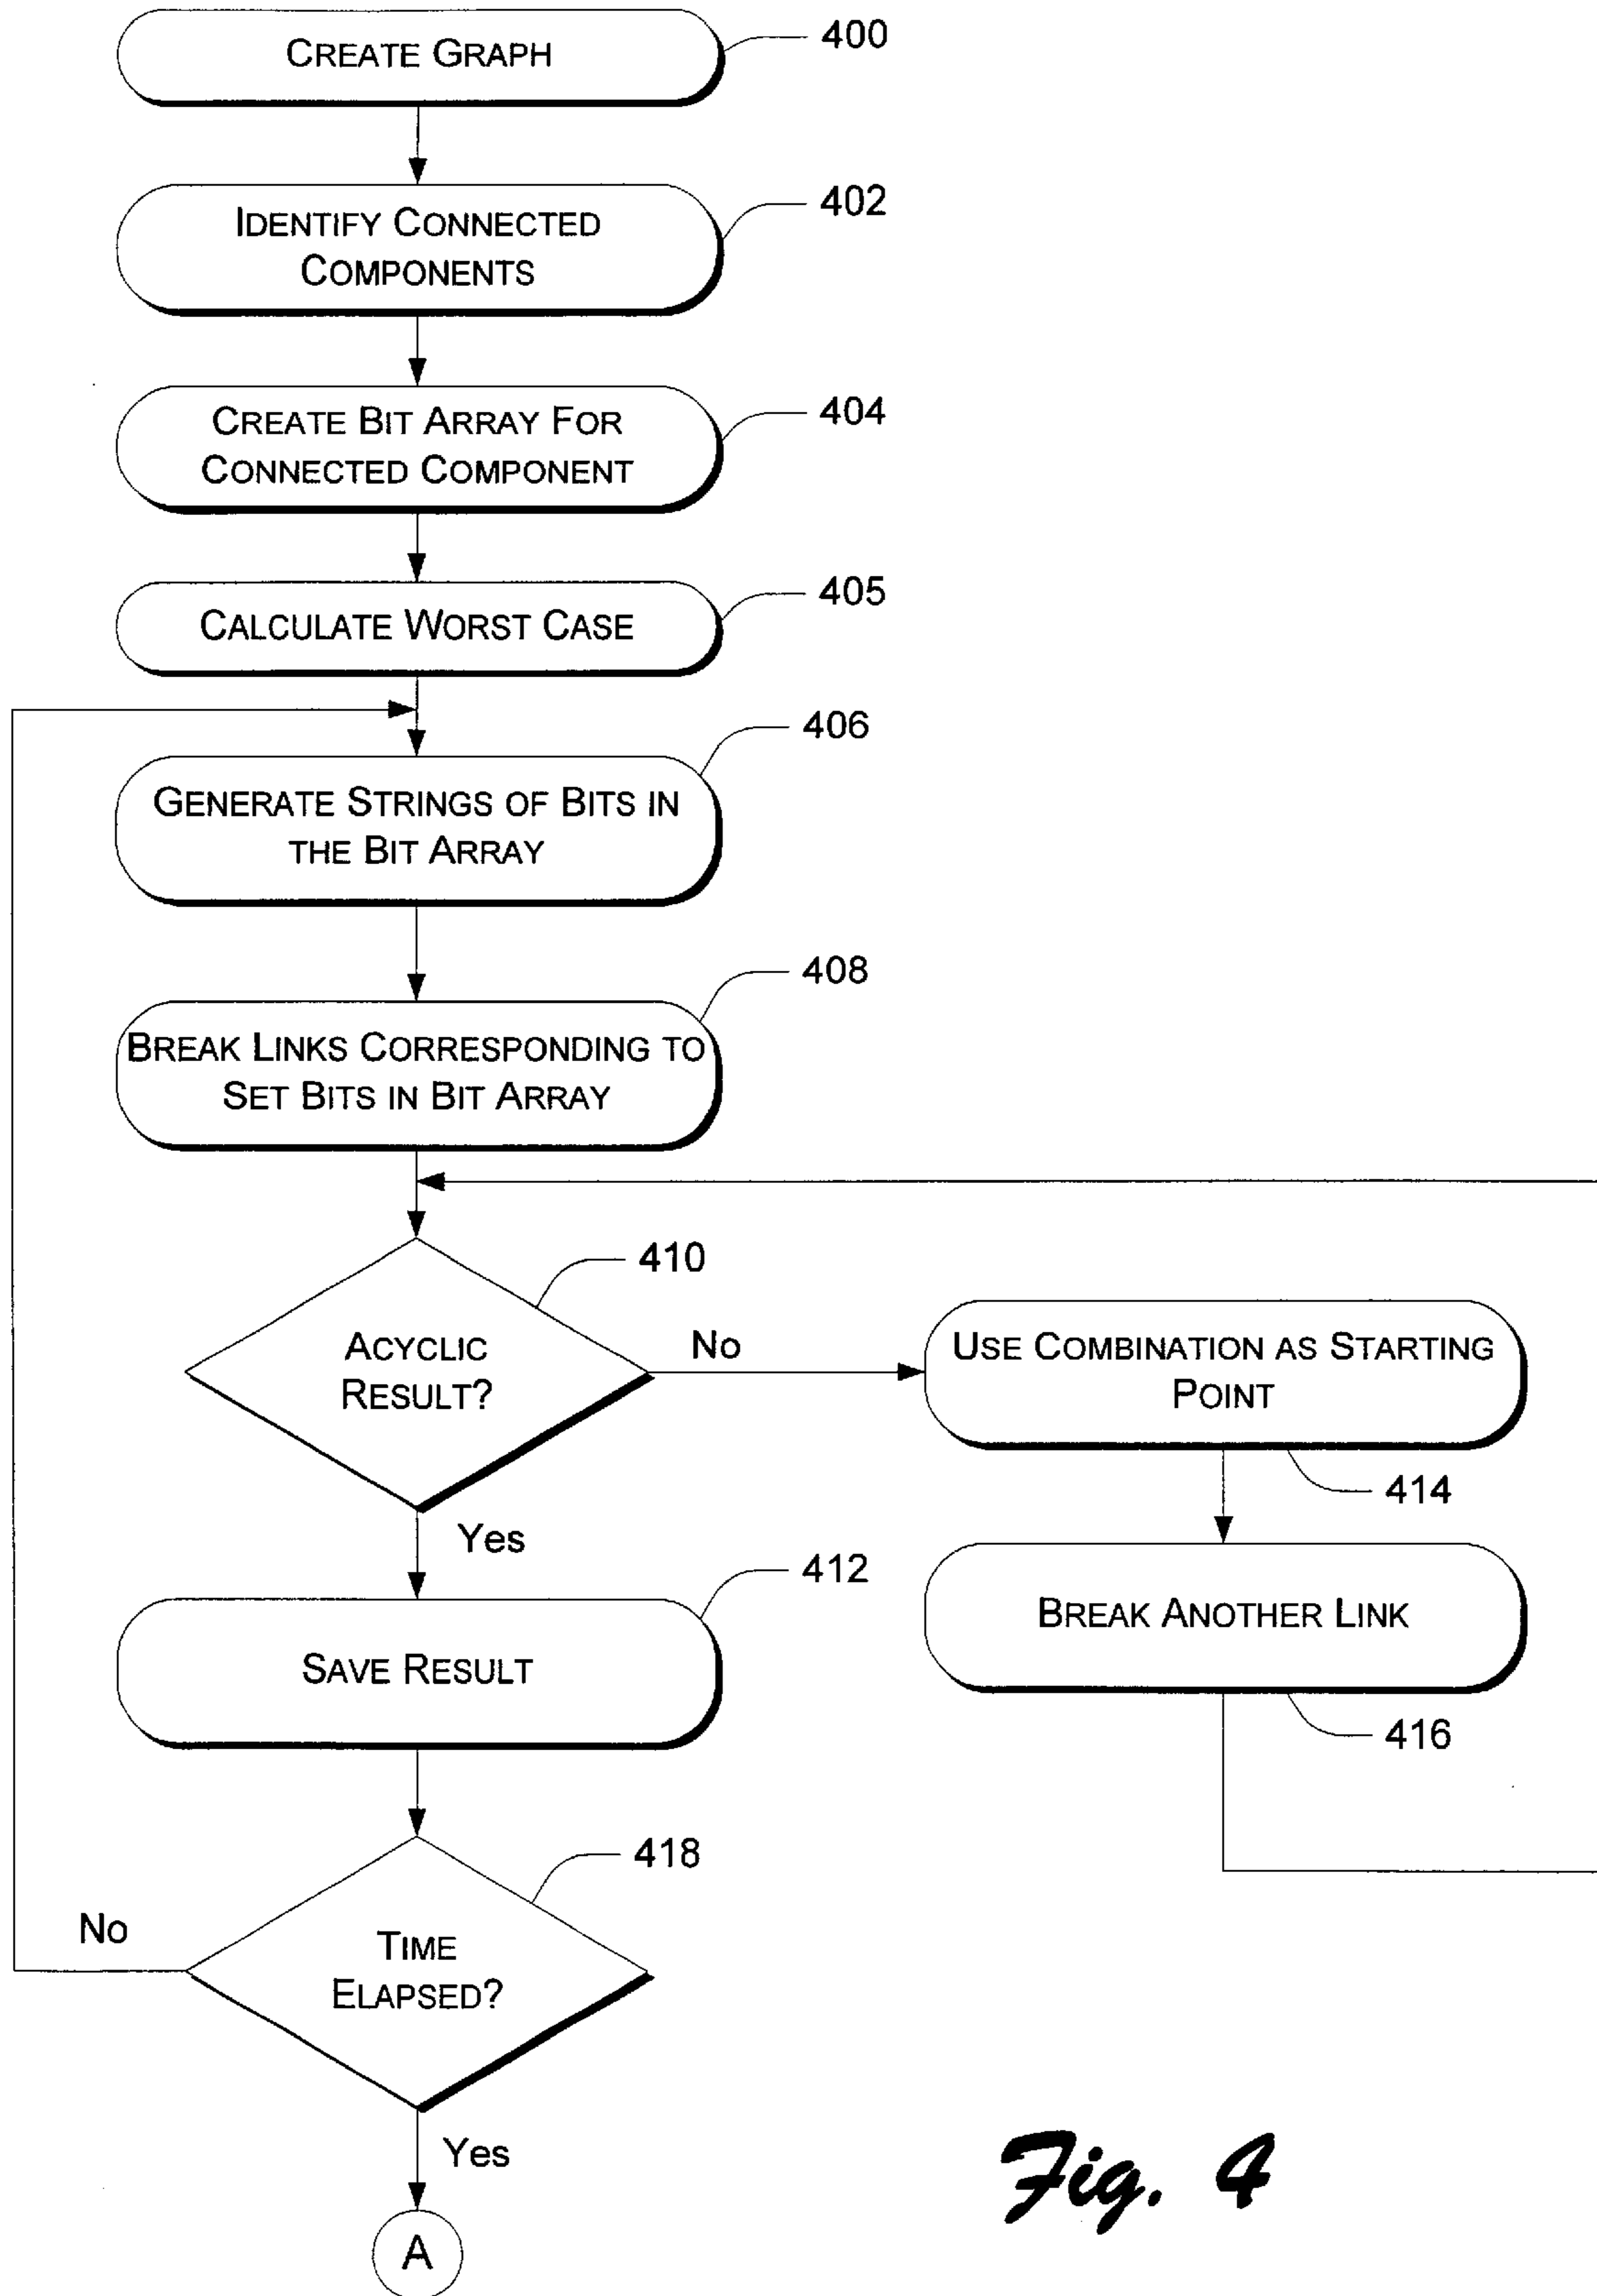 CREATE GRAPH
400
IDENTIFY CONNECTED
COMPONENTS
402
CREATE BIT ARRAY FOR
CONNECTED COMPONENT
404
CALCULATE WORST CASE
405
GENERATE STRINGS OF BITS IN
THE BIT ARRAY
406
BREAK LINKS CORRESPONDING TO
SET BITS IN BIT ARRAY
408
ACYCLIC
RESULT?
410
No
USE COMBINATION AS STARTING
POINT
414
Yes
BREAK ANOTHER LINK
416
SAVE RESULT
412
TIME
ELAPSED?
418
No
Yes
A
Fig. 4